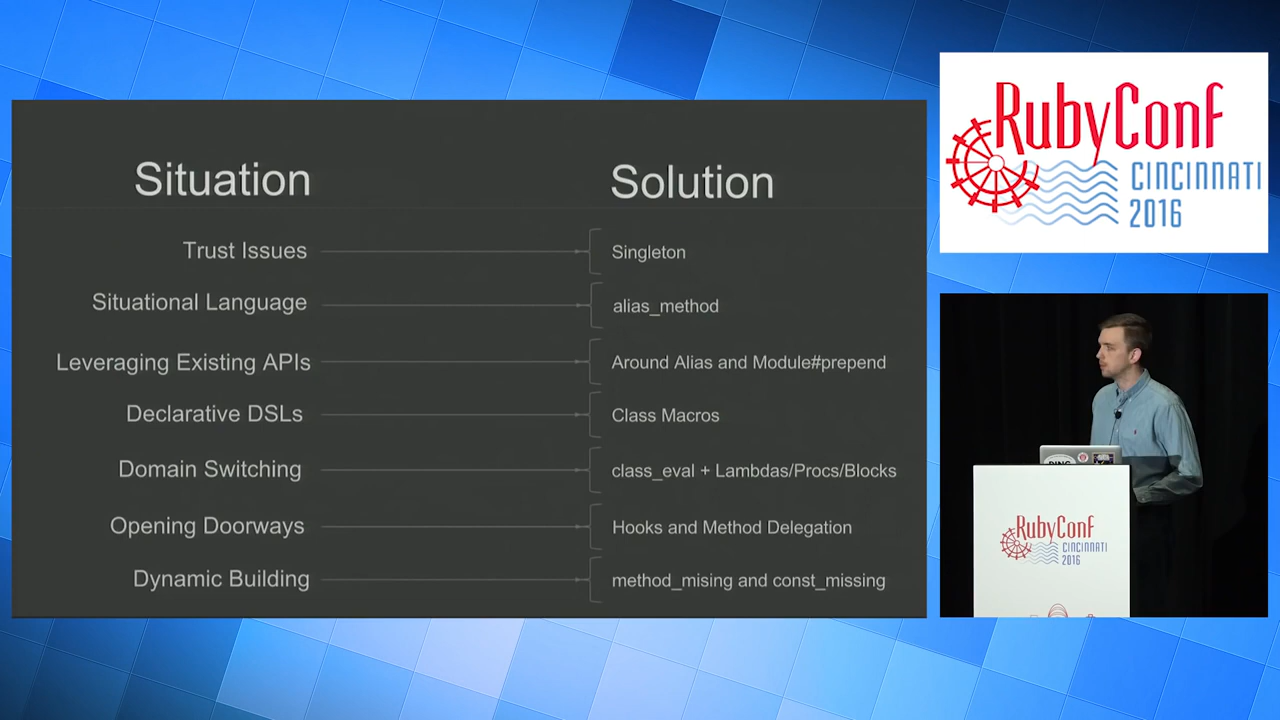 Situation
Solution
Trust Issues
Singleton
Situational Language
alias_method
Leveraging Existing APIs
Around Alias and Module#prepend
Declarative DSLs
Class Macros
Domain Switching
class_eval + Lambdas/Procs/Blocks
Opening Doorways
Hooks and Method Delegation
Dynamic Building
method_mising and const_missing
RubyConf
CINCINNATI
2016
RubyConf
CINCINNATI
2016